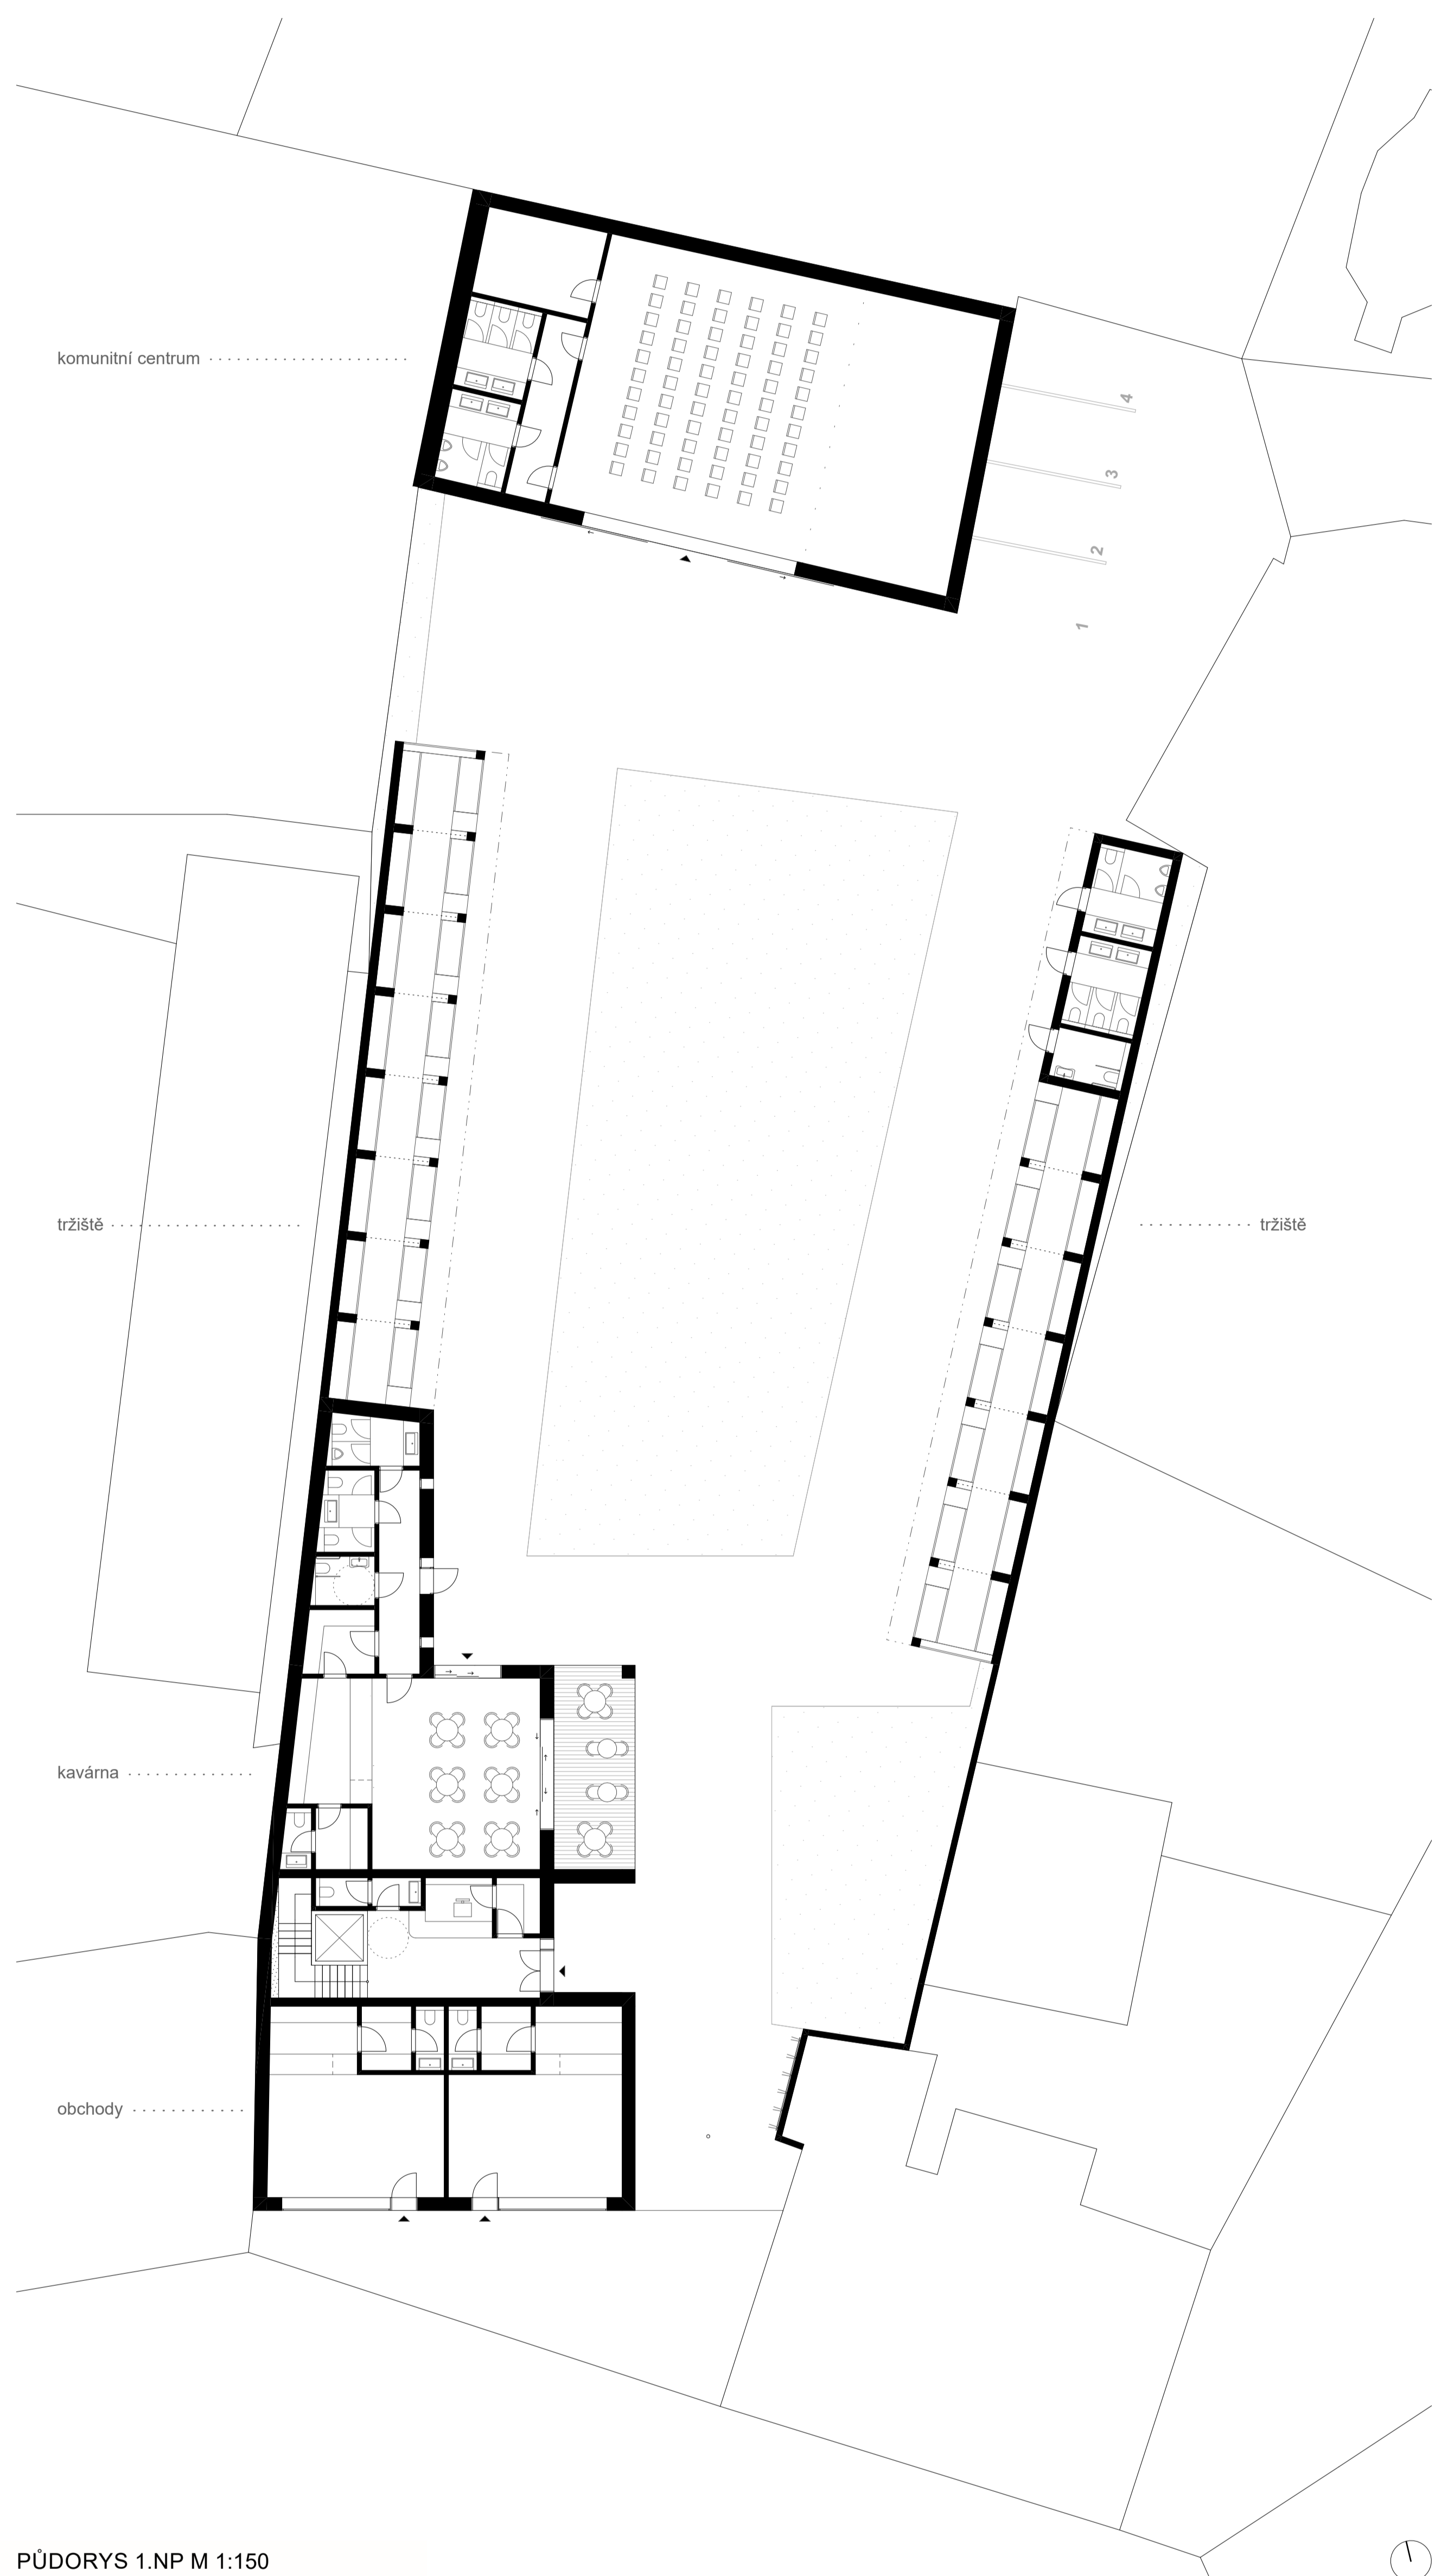 komunitní centrum
4
3
2
1
tržiště
tržiště
kavárna
obchody
PŮDORYS 1.NP M 1:150